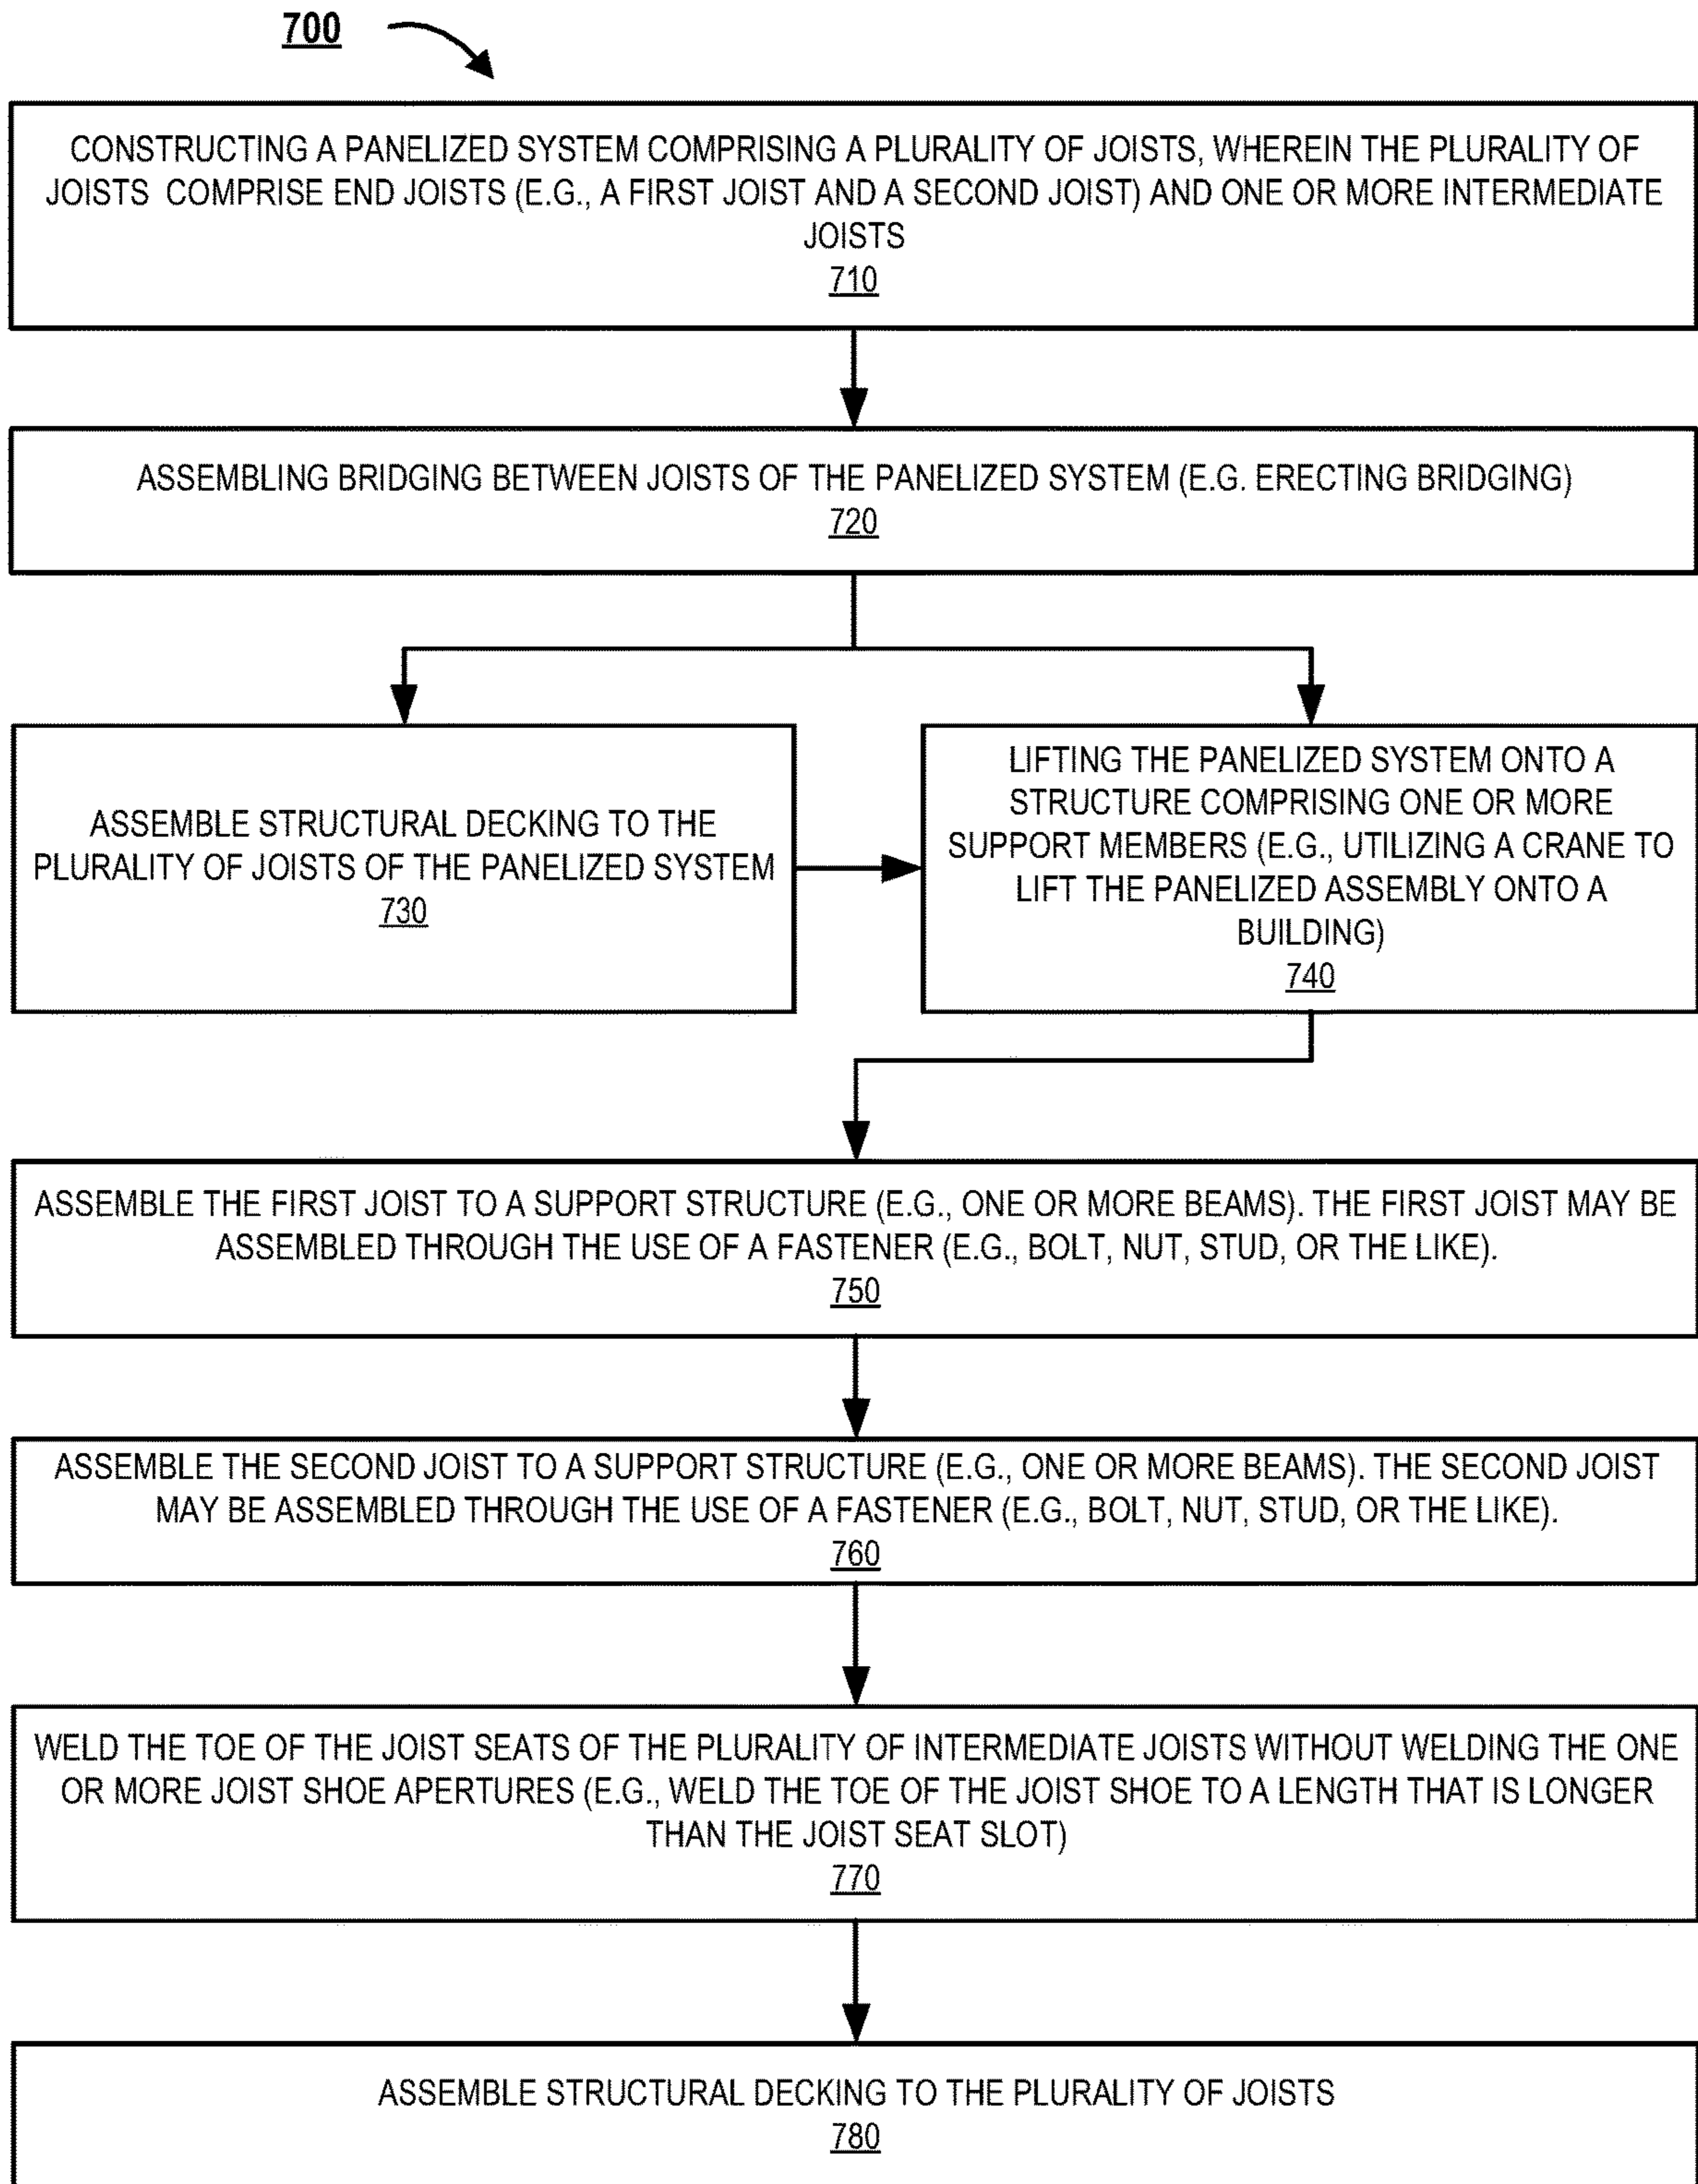 700
CONSTRUCTING A PANELIZED SYSTEM COMPRISING A PLURALITY OF JOISTS, WHEREIN THE PLURALITY OF
JOISTS COMPRISE END JOISTS (E.G., A FIRST JOIST AND A SECOND JOIST) AND ONE OR MORE INTERMEDIATE
JOISTS
710
ASSEMBLING BRIDGING BETWEEN JOISTS OF THE PANELIZED SYSTEM (E.G. ERECTING BRIDGING)
720
ASSEMBLE STRUCTURAL DECKING TO THE
PLURALITY OF JOISTS OF THE PANELIZED SYSTEM
730
LIFTING THE PANELIZED SYSTEM ONTO A
STRUCTURE COMPRISING ONE OR MORE
SUPPORT MEMBERS (E.G., UTILIZING A CRANE TO
LIFT THE PANELIZED ASSEMBLY ONTO A
BUILDING)
740
ASSEMBLE THE FIRST JOIST TO A SUPPORT STRUCTURE (E.G., ONE OR MORE BEAMS). THE FIRST JOIST MAY BE
ASSEMBLED THROUGH THE USE OF A FASTENER (E.G., BOLT, NUT, STUD, OR THE LIKE).
750
ASSEMBLE THE SECOND JOIST TO A SUPPORT STRUCTURE (E.G., ONE OR MORE BEAMS). THE SECOND JOIST
MAY BE ASSEMBLED THROUGH THE USE OF A FASTENER (E.G., BOLT, NUT, STUD, OR THE LIKE).
760
WELD THE TOE OF THE JOIST SEATS OF THE PLURALITY OF INTERMEDIATE JOISTS WITHOUT WELDING THE ONE
OR MORE JOIST SHOE APERTURES (E.G., WELD THE TOE OF THE JOIST SHOE TO A LENGTH THAT IS LONGER
THAN THE JOIST SEAT SLOT)
770
ASSEMBLE STRUCTURAL DECKING TO THE PLURALITY OF JOISTS
780